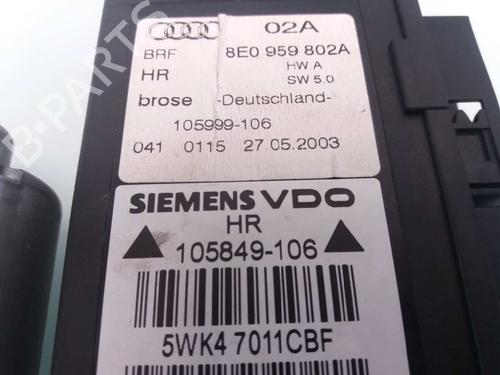 02A
BRF 8E0 959 802A
HR HW A
SW 5.0
brose -Deutschland-
105999-106
041 0115 27.05.2003
SIEMENS VDO
HR
105849-106
5WK4 7011CBF
B-PARTS